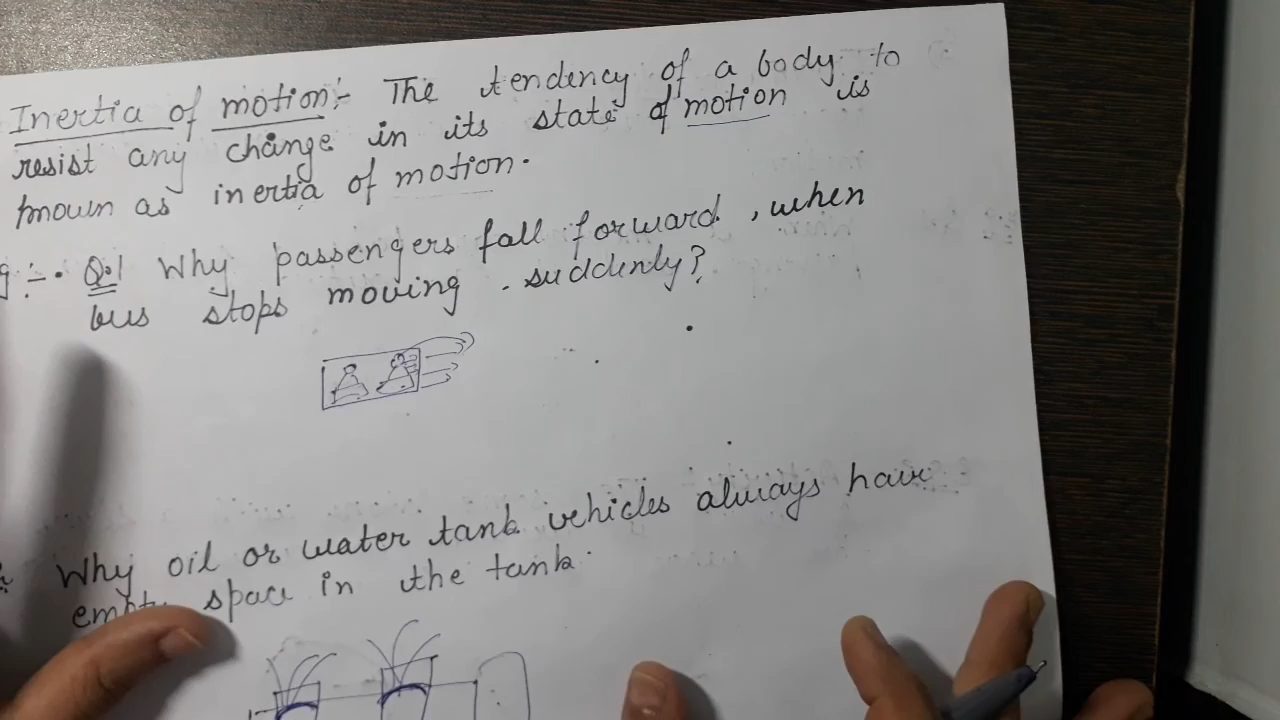 Inertia of motion :- The tendency of a body to
resist any change in its state of motion is
known as inertia of motion.
g :- • Q.1 Why passengers fall forward, when
bus stops moving . suddenly?
Why oil or water tank vehicles always have
empty space in the tank.